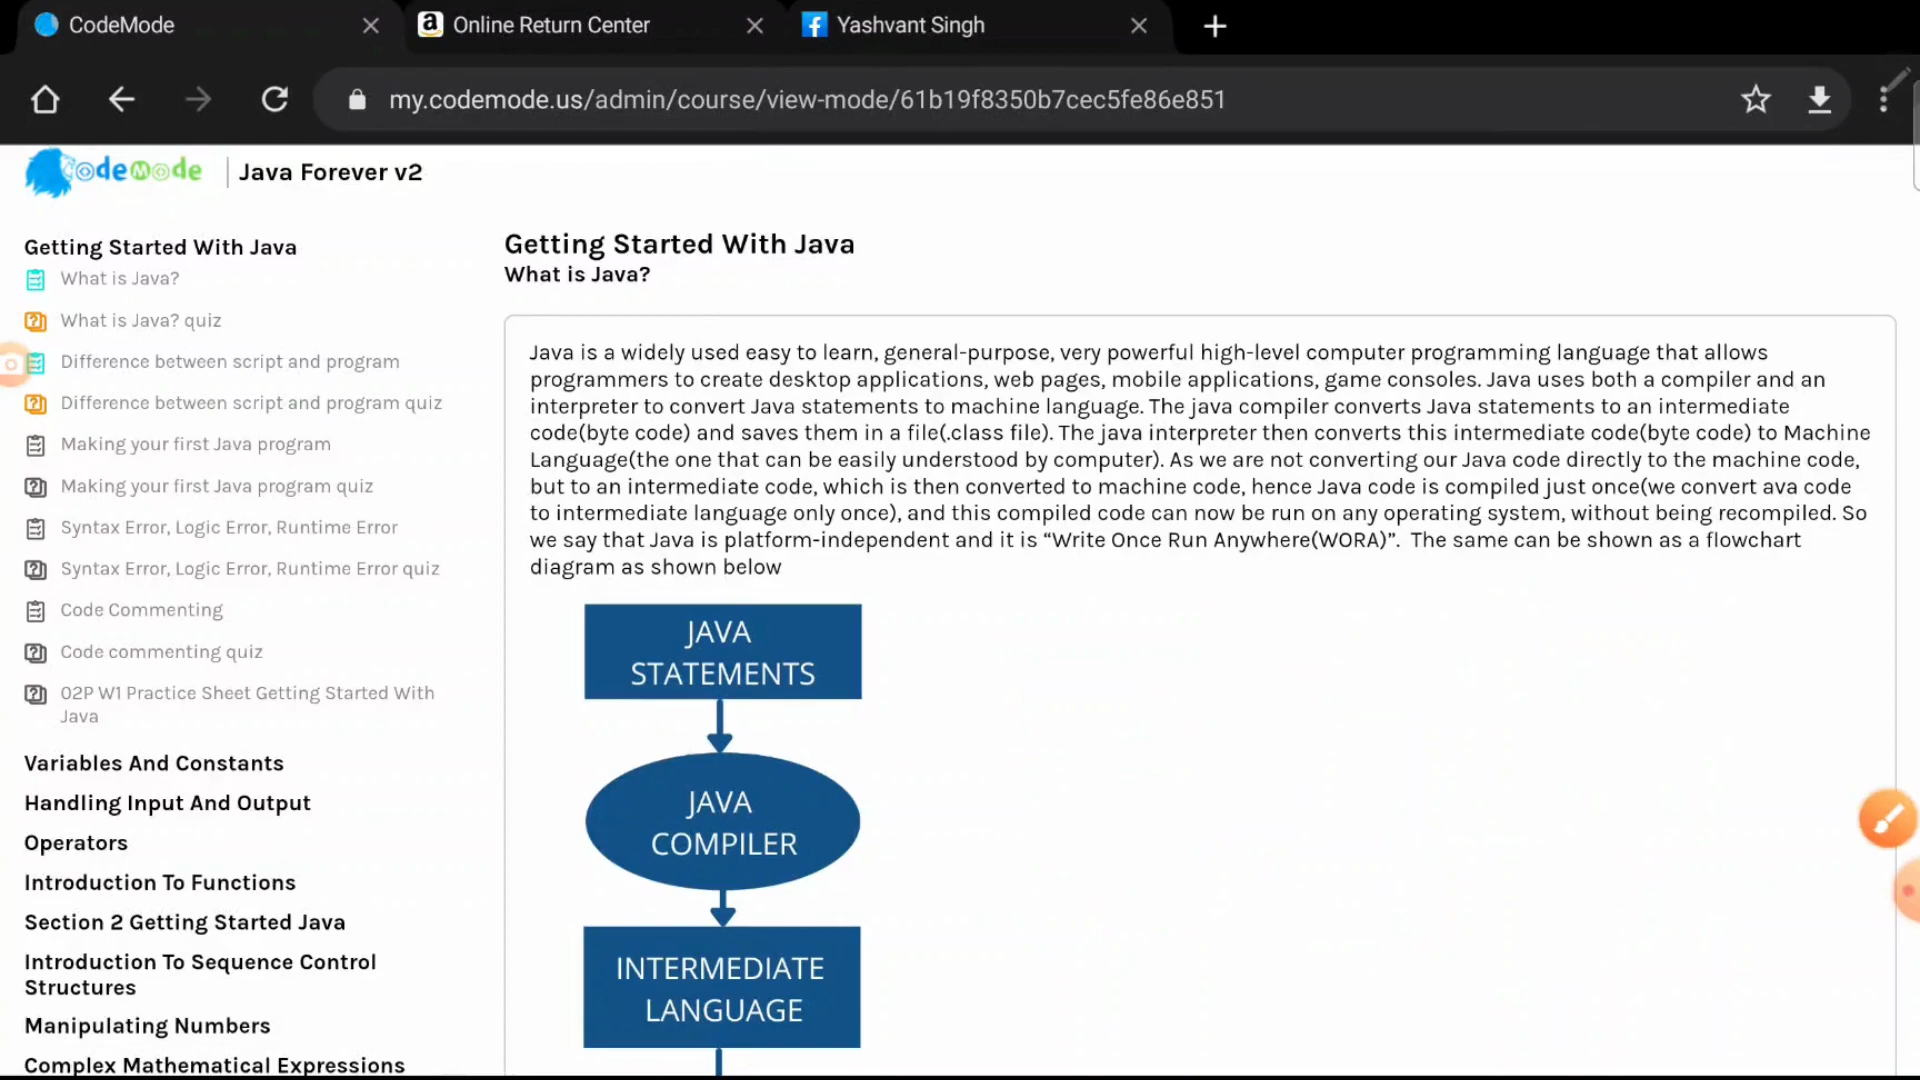 CodeMode
Online Return Center
Yashvant Singh
my.codemode.us/admin/course/view-mode/61b19f8350b7cec5fe86e851
CodeMode
Java Forever v2
Getting Started With Java
What is Java?
What is Java? quiz
Difference between script and program
Difference between script and program quiz
Making your first Java program
Making your first Java program quiz
Syntax Error, Logic Error, Runtime Error
Syntax Error, Logic Error, Runtime Error quiz
Code Commenting
Code commenting quiz
02P W1 Practice Sheet Getting Started With
Java
Variables And Constants
Handling Input And Output
Operators
Introduction To Functions
Section 2 Getting Started Java
Introduction To Sequence Control
Structures
Manipulating Numbers
Complex Mathematical Expressions
Getting Started With Java
What is Java?
Java is a widely used easy to learn, general-purpose, very powerful high-level computer programming language that allows
programmers to create desktop applications, web pages, mobile applications, game consoles. Java uses both a compiler and an
interpreter to convert Java statements to machine language. The java compiler converts Java statements to an intermediate
code(byte code) and saves them in a file(.class file). The java interpreter then converts this intermediate code(byte code) to Machine
Language(the one that can be easily understood by computer). As we are not converting our Java code directly to the machine code,
but to an intermediate code, which is then converted to machine code, hence Java code is compiled just once(we convert ava code
to intermediate language only once), and this compiled code can now be run on any operating system, without being recompiled. So
we say that Java is platform-independent and it is “Write Once Run Anywhere(WORA)”. The same can be shown as a flowchart
diagram as shown below
JAVA
STATEMENTS
JAVA
COMPILER
INTERMEDIATE
LANGUAGE